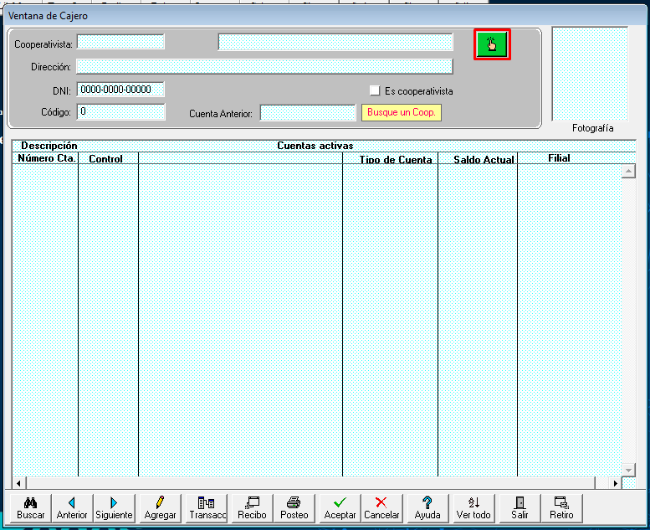 Ventana de Cajero
Cooperativista:
Dirección:
DNI: 0000-0000-00000
Es cooperativista
Código: 0
Cuenta Anterior:
Busque un Coop.
Fotografía
Descripción Cuentas activas
Número Cta. Control Tipo de Cuenta Saldo Actual Filial
Buscar Anterior Siguiente Agregar Transacc Recibo Posteo Aceptar Cancelar Ayuda Ver todo Salir Retiro